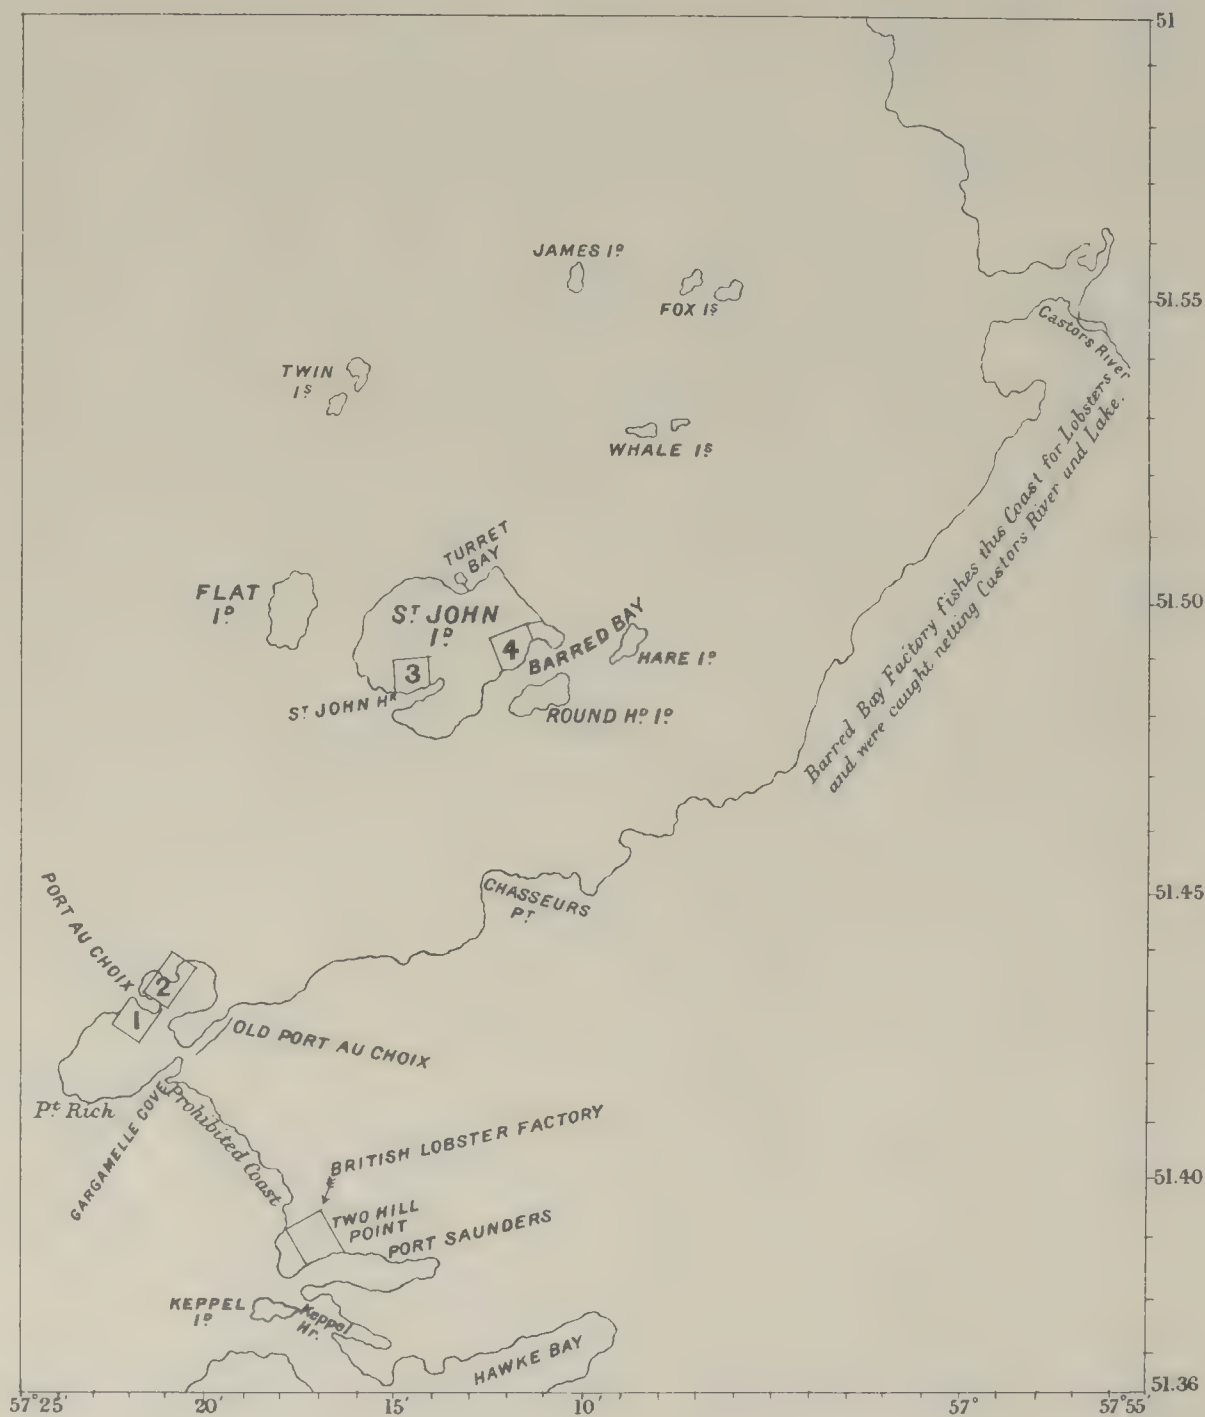 51
JAMES Iᴰ
FOX Iˢ
51.55
Castors River
TWIN
Iˢ
WHALE Iˢ
Barred Bay Factory fishes this Coast for Lobsters
and were caught netting Castors River and Lake.
TURRET
BAY
FLAT
Iᴰ
Sᵀ JOHN
Iᴰ
51.50
4
BARRED BAY
HARE Iᴰ
3
Sᵀ JOHN Hᴿ
ROUND Hᴰ Iᴰ
CHASSEURS
Pᵀ
51.45
PORT AU CHOIX
2
1
OLD PORT AU CHOIX
Pᵗ Rich
GARGAMELLE COVE
Prohibited Coast
BRITISH LOBSTER FACTORY
51.40
TWO HILL
POINT
PORT SAUNDERS
KEPPEL
Iᴰ
Keppel
Hr.
HAWKE BAY
51.36
57°25'
20'
15'
10'
57°
57°55'